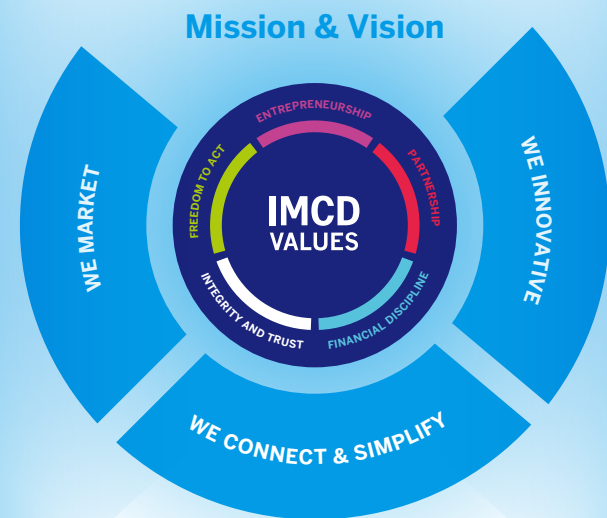 Mission & Vision
ENTREPRENEURSHIP
FREEDOM TO ACT
PARTNERSHIP
IMCD
VALUES
INTEGRITY AND TRUST
FINANCIAL DISCIPLINE
WE MARKET
WE INNOVATIVE
WE CONNECT & SIMPLIFY